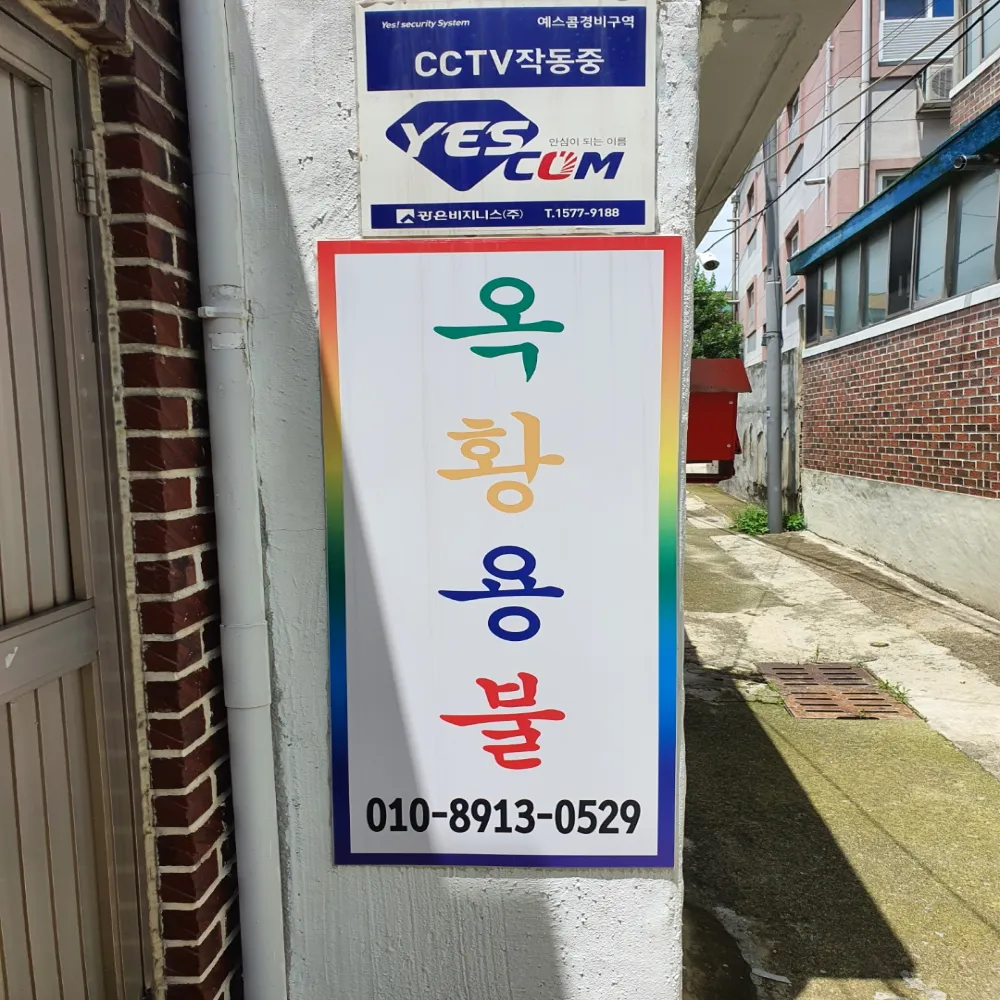 Yes! security System 예스콤경비구역
CCTV작동중
YES
안심이 되는 이름
COM
광은비지니스(주) T.1577-9188
옥
황
용
불
010-8913-0529